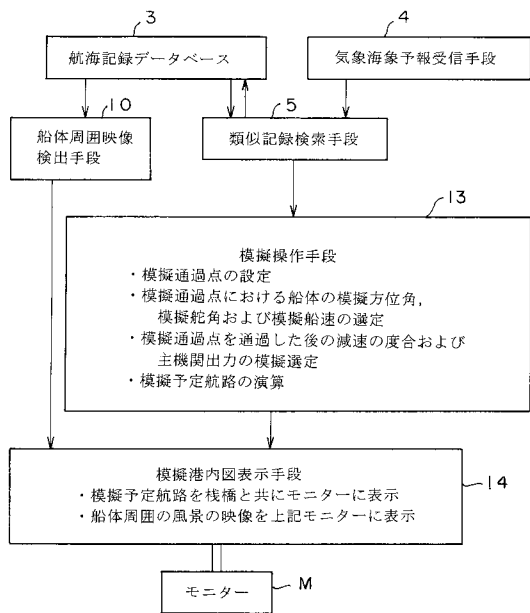 3
航海記録データベース
4
気象海象予報受信手段
10
船体周囲映像
検出手段
5
類似記録検索手段
13
模擬操作手段
・模擬通過点の設定
・模擬通過点における船体の模擬方位角,
模擬舵角および模擬船速の選定
・模擬通過点を通過した後の減速の度合および
主機関出力の模擬選定
・模擬予定航路の演算
模擬港内図表示手段
・模擬予定航路を桟橋と共にモニターに表示
・船体周囲の風景の映像を上記モニターに表示
14
モニター
M